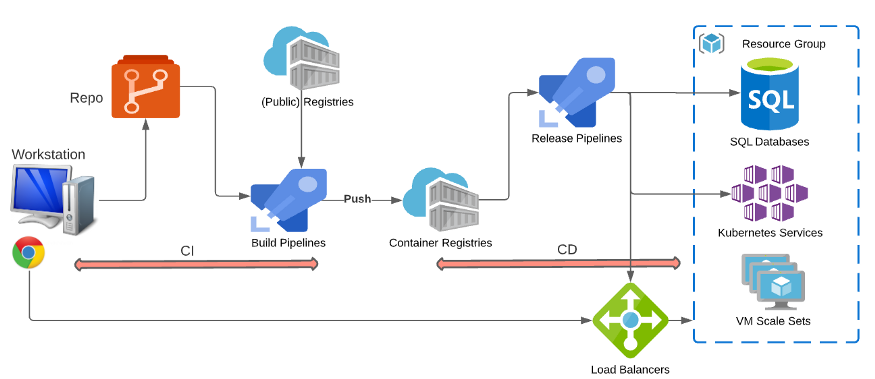 Resource Group
Repo
(Public) Registries
SQL
Release Pipelines
SQL Databases
Workstation
Push
Build Pipelines
Container Registries
Kubernetes Services
CI
CD
VM Scale Sets
Load Balancers